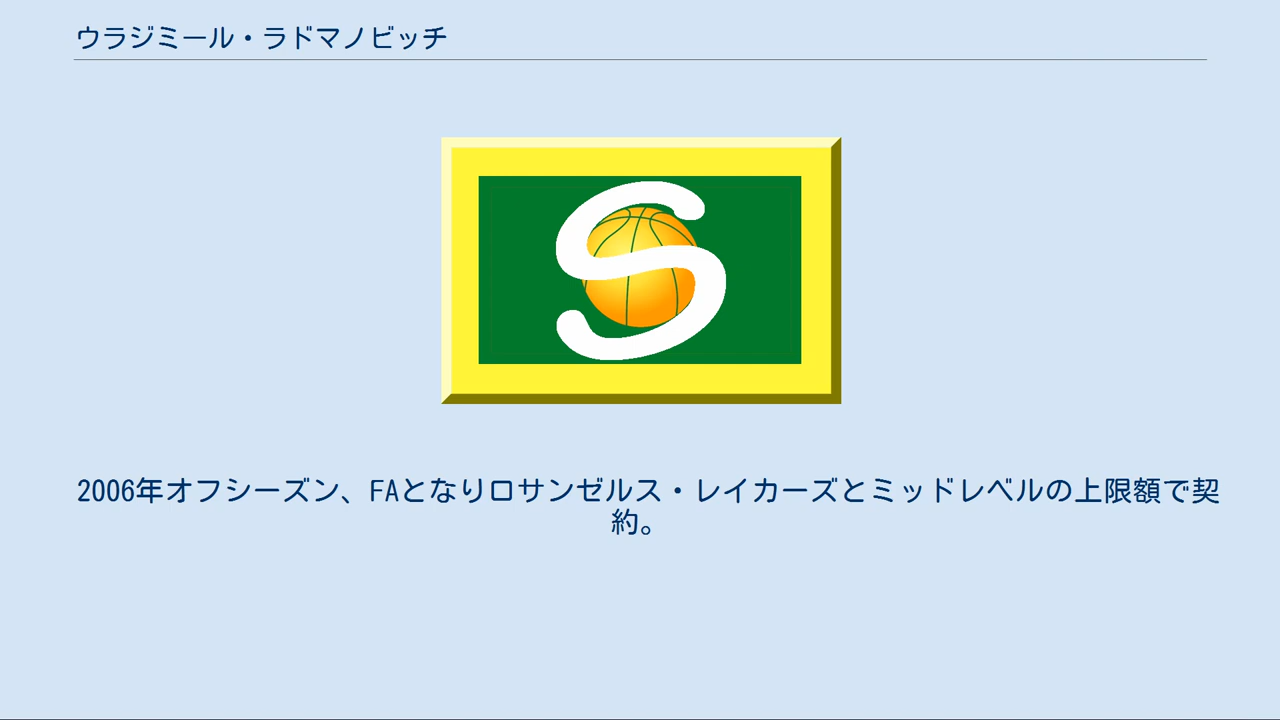 ウラジミール・ラドマノビッチ
S
2006年オフシーズン、FAとなりロサンゼルス・レイカーズとミッドレベルの上限額で契
約。